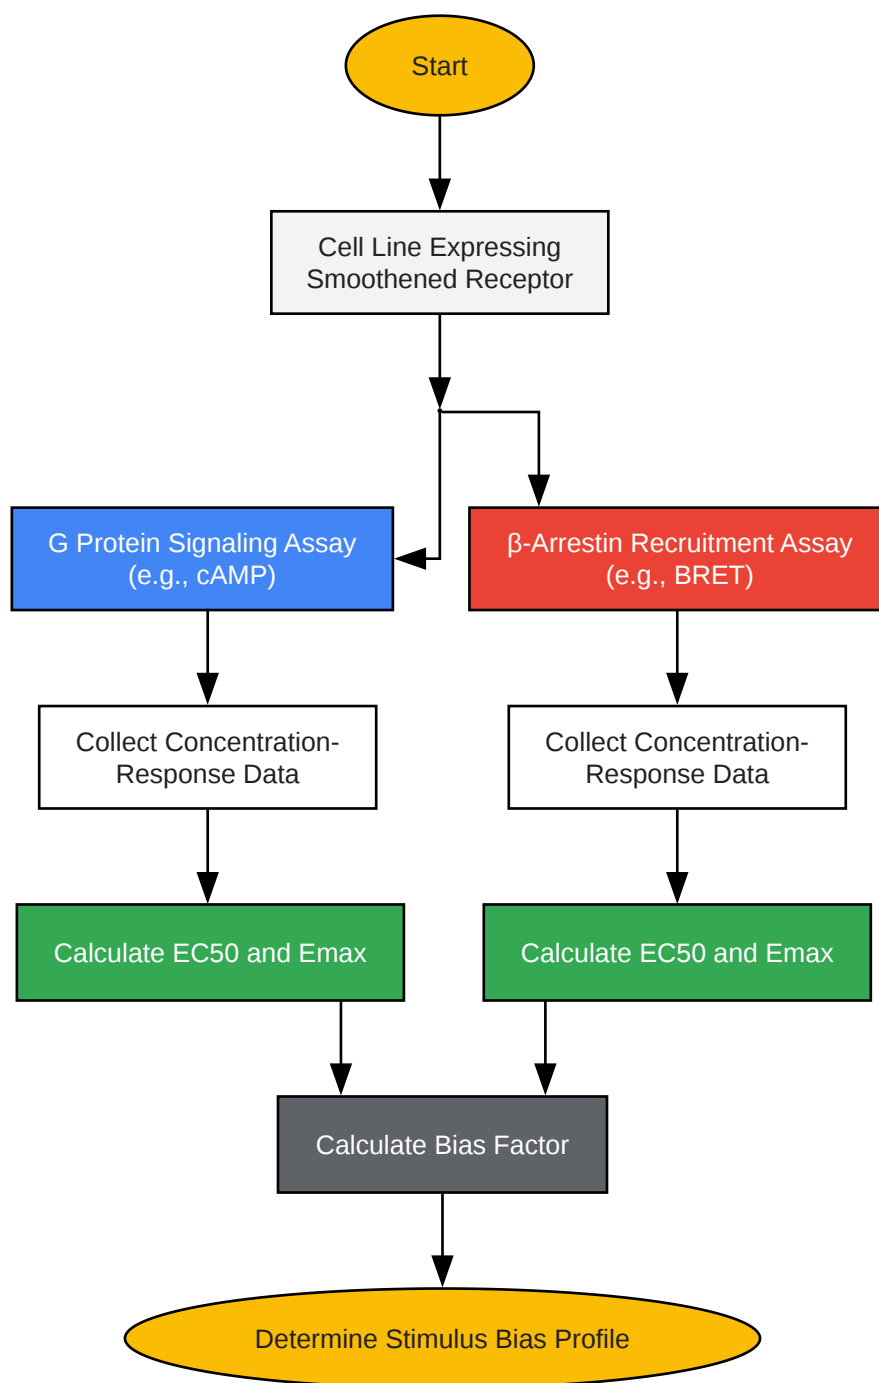 Start
Cell Line Expressing
Smoothened Receptor
G Protein Signaling Assay
(e.g., cAMP)
β-Arrestin Recruitment Assay
(e.g., BRET)
Collect Concentration-
Response Data
Collect Concentration-
Response Data
Calculate EC50 and Emax
Calculate EC50 and Emax
Calculate Bias Factor
Determine Stimulus Bias Profile